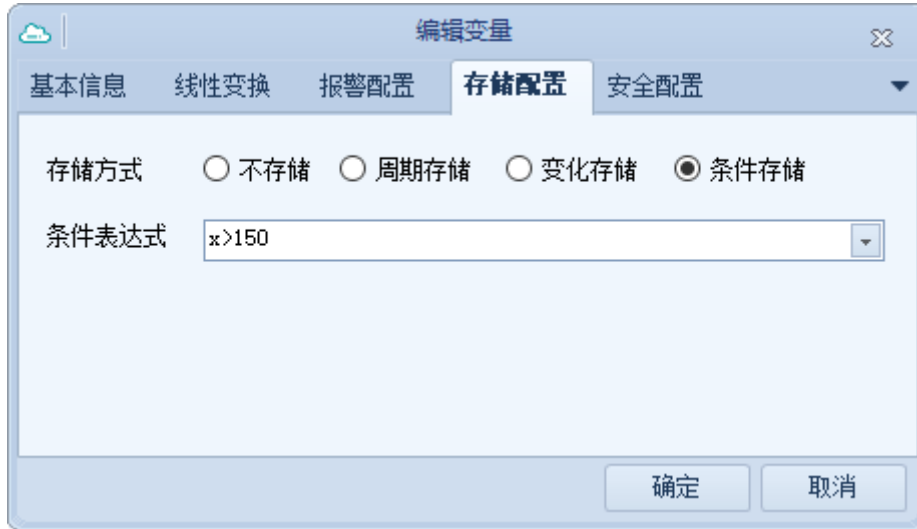 编辑变量
基本信息 线性变换 报警配置 存储配置 安全配置
存储方式 不存储 周期存储 变化存储 条件存储
条件表达式 x>150
确定 取消